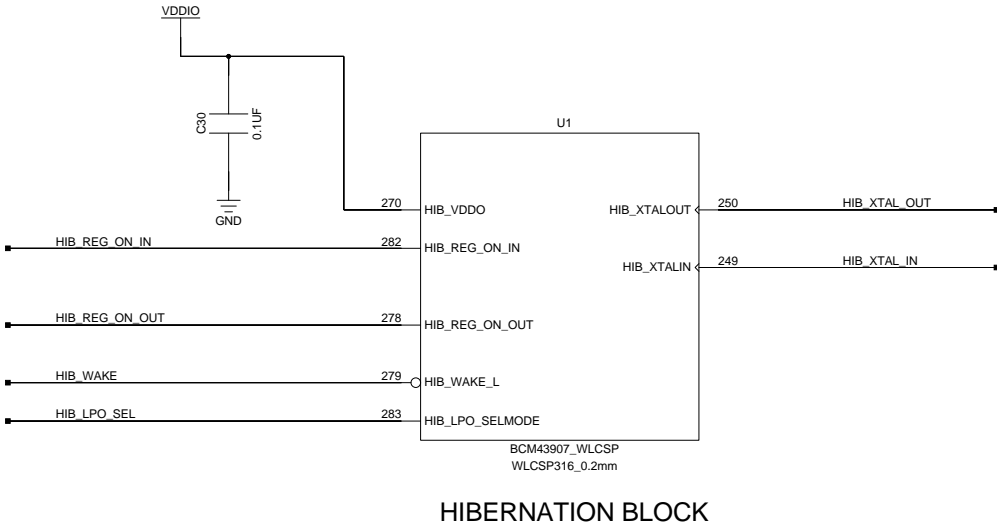 VDDIO
C30
0.1UF
GND
U1
270 HIB_VDDO
HIB_XTALOUT 250 HIB_XTAL_OUT
HIB_REG_ON_IN 282 HIB_REG_ON_IN
HIB_XTALIN 249 HIB_XTAL_IN
HIB_REG_ON_OUT 278 HIB_REG_ON_OUT
HIB_WAKE 279 HIB_WAKE_L
HIB_LPO_SEL 283 HIB_LPO_SELMODE
BCM43907_WLCSP
WLCSP316_0.2mm
HIBERNATION BLOCK